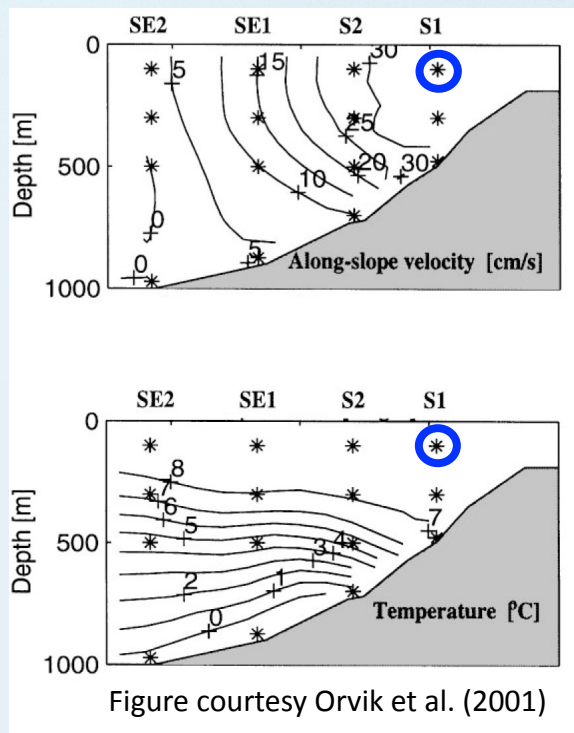 SE2 SE1 S2 S1
0
500
1000
Depth [m]
5 15 30
25
20
10 30
0
5
0
Along-slope velocity [cm/s]
SE2 SE1 S2 S1
0
500
1000
Depth [m]
8
7
6
5
4
3
7
2 1
0
Temperature [°C]
Figure courtesy Orvik et al. (2001)